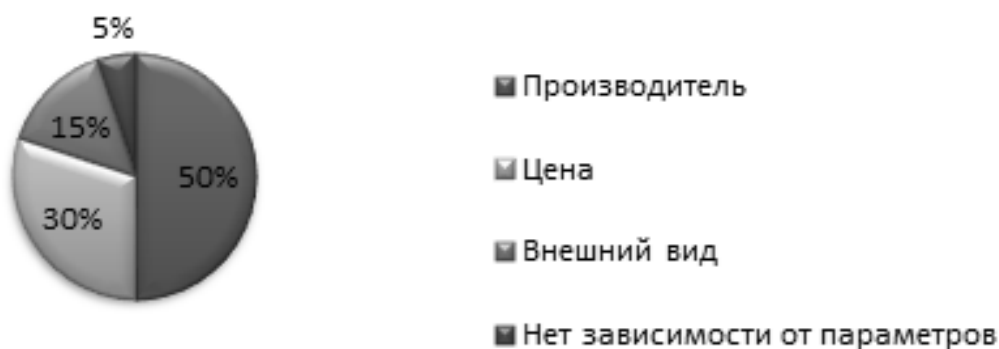 5%
15%
50%
30%
Производитель
Цена
Внешний вид
Нет зависимости от параметров